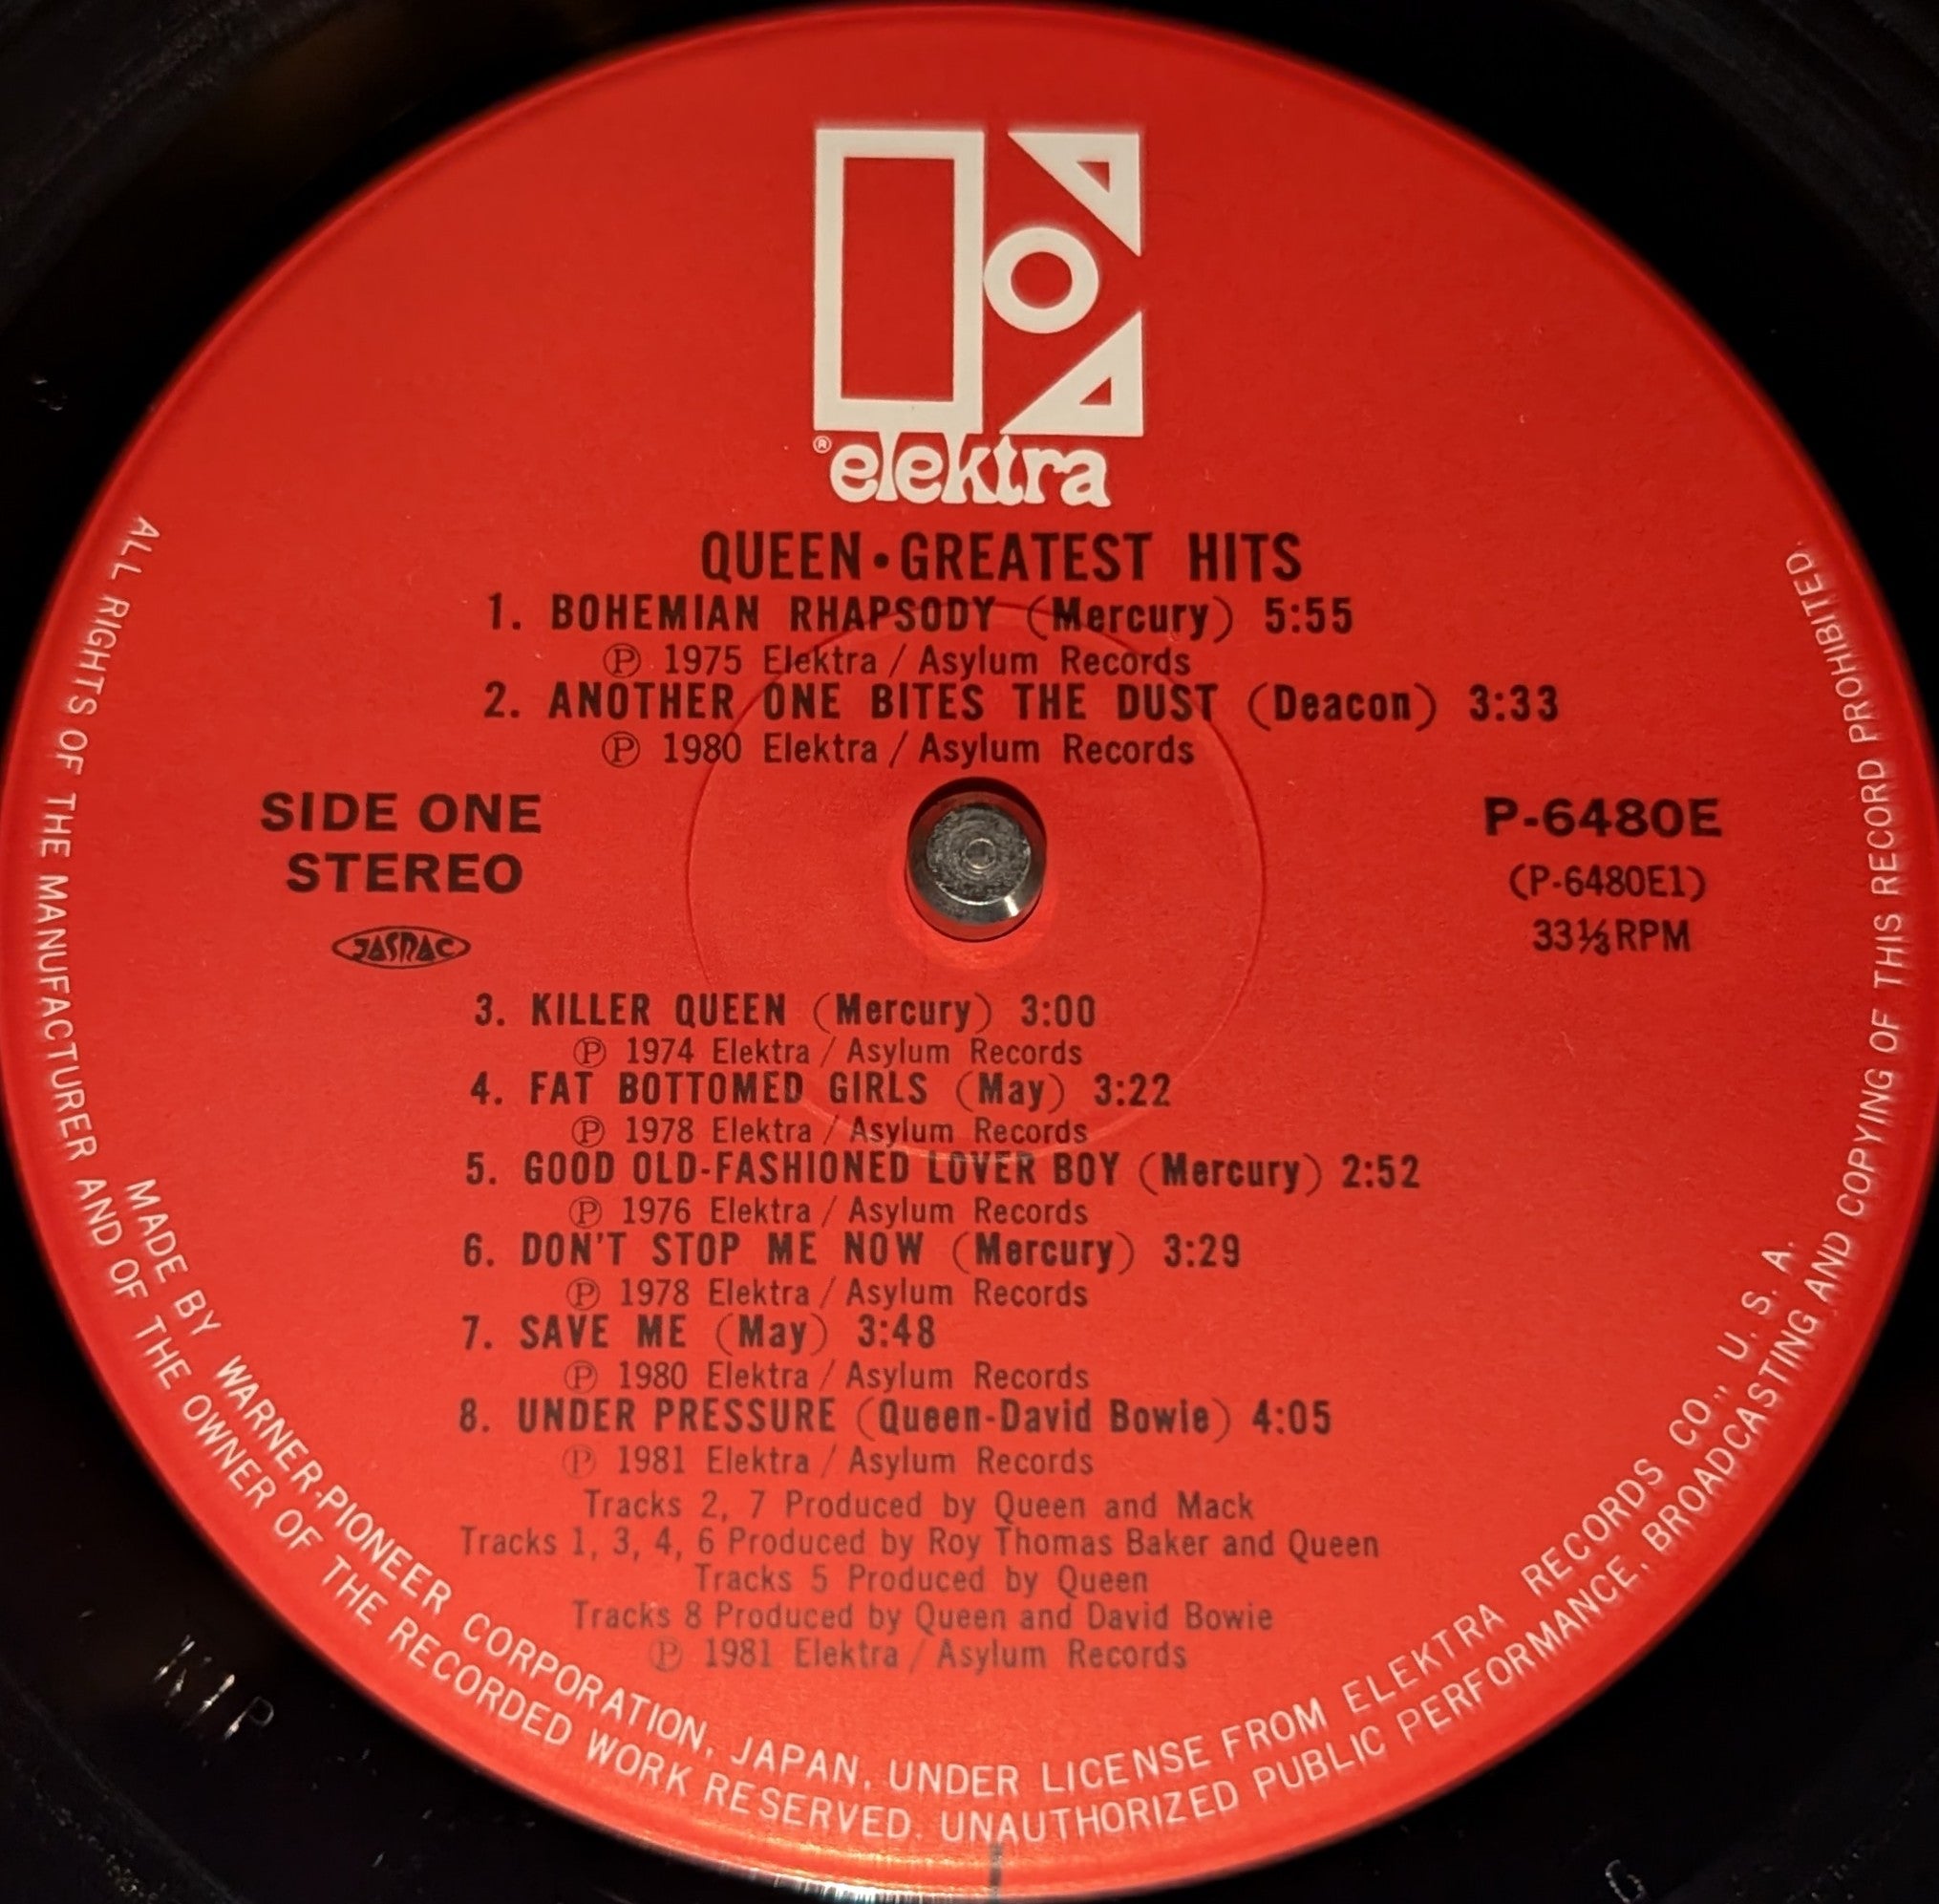 ® elektra
QUEEN•GREATEST HITS
1. BOHEMIAN RHAPSODY (Mercury) 5:55
Ⓟ 1975 Elektra / Asylum Records
2. ANOTHER ONE BITES THE DUST (Deacon) 3:33
Ⓟ 1980 Elektra / Asylum Records
SIDE ONE
STEREO
JASRAC
P-6480E
(P-6480E1)
33⅓RPM
3. KILLER QUEEN (Mercury) 3:00
Ⓟ 1974 Elektra / Asylum Records
4. FAT BOTTOMED GIRLS (May) 3:22
Ⓟ 1978 Elektra / Asylum Records
5. GOOD OLD-FASHIONED LOVER BOY (Mercury) 2:52
Ⓟ 1976 Elektra / Asylum Records
6. DON'T STOP ME NOW (Mercury) 3:29
Ⓟ 1978 Elektra / Asylum Records
7. SAVE ME (May) 3:48
Ⓟ 1980 Elektra / Asylum Records
8. UNDER PRESSURE (Queen-David Bowie) 4:05
Ⓟ 1981 Elektra / Asylum Records
Tracks 2, 7 Produced by Queen and Mack
Tracks 1, 3, 4, 6 Produced by Roy Thomas Baker and Queen
Tracks 5 Produced by Queen
Tracks 8 Produced by Queen and David Bowie
Ⓟ 1981 Elektra / Asylum Records
MADE BY WARNER-PIONEER CORPORATION, JAPAN, UNDER LICENSE FROM ELEKTRA RECORDS CO., U. S. A.
ALL RIGHTS OF THE MANUFACTURER AND OF THE OWNER OF THE RECORDED WORK RESERVED. UNAUTHORIZED PUBLIC PERFORMANCE, BROADCASTING AND COPYING OF THIS RECORD PROHIBITED.